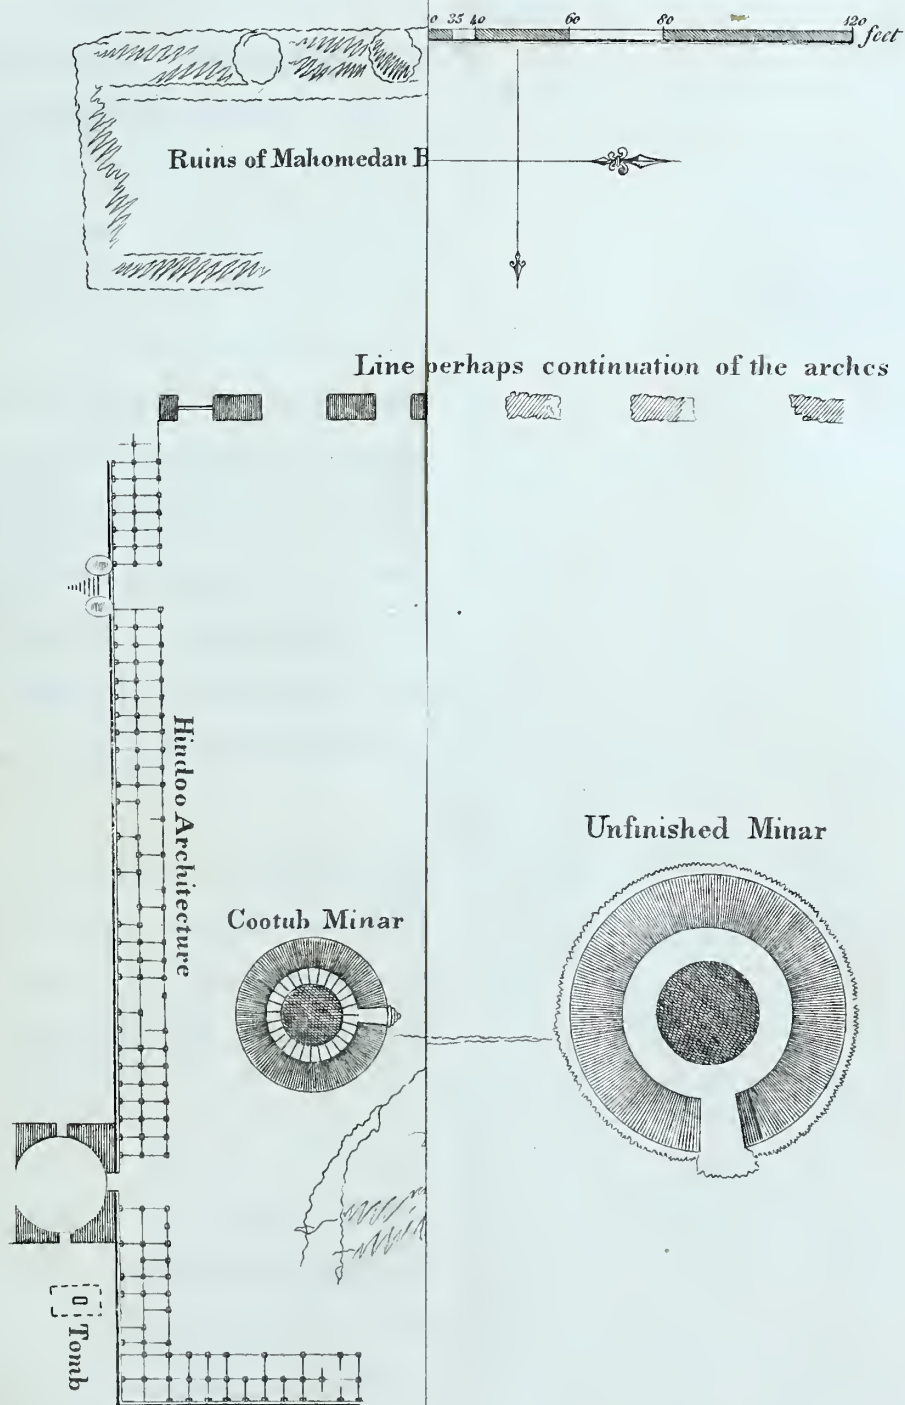 0 35 40 60 80 120
feet
Ruins of Mahomedan B
Line perhaps continuation of the arches
Hindoo Architecture
Unfinished Minar
Cootub Minar
Tomb